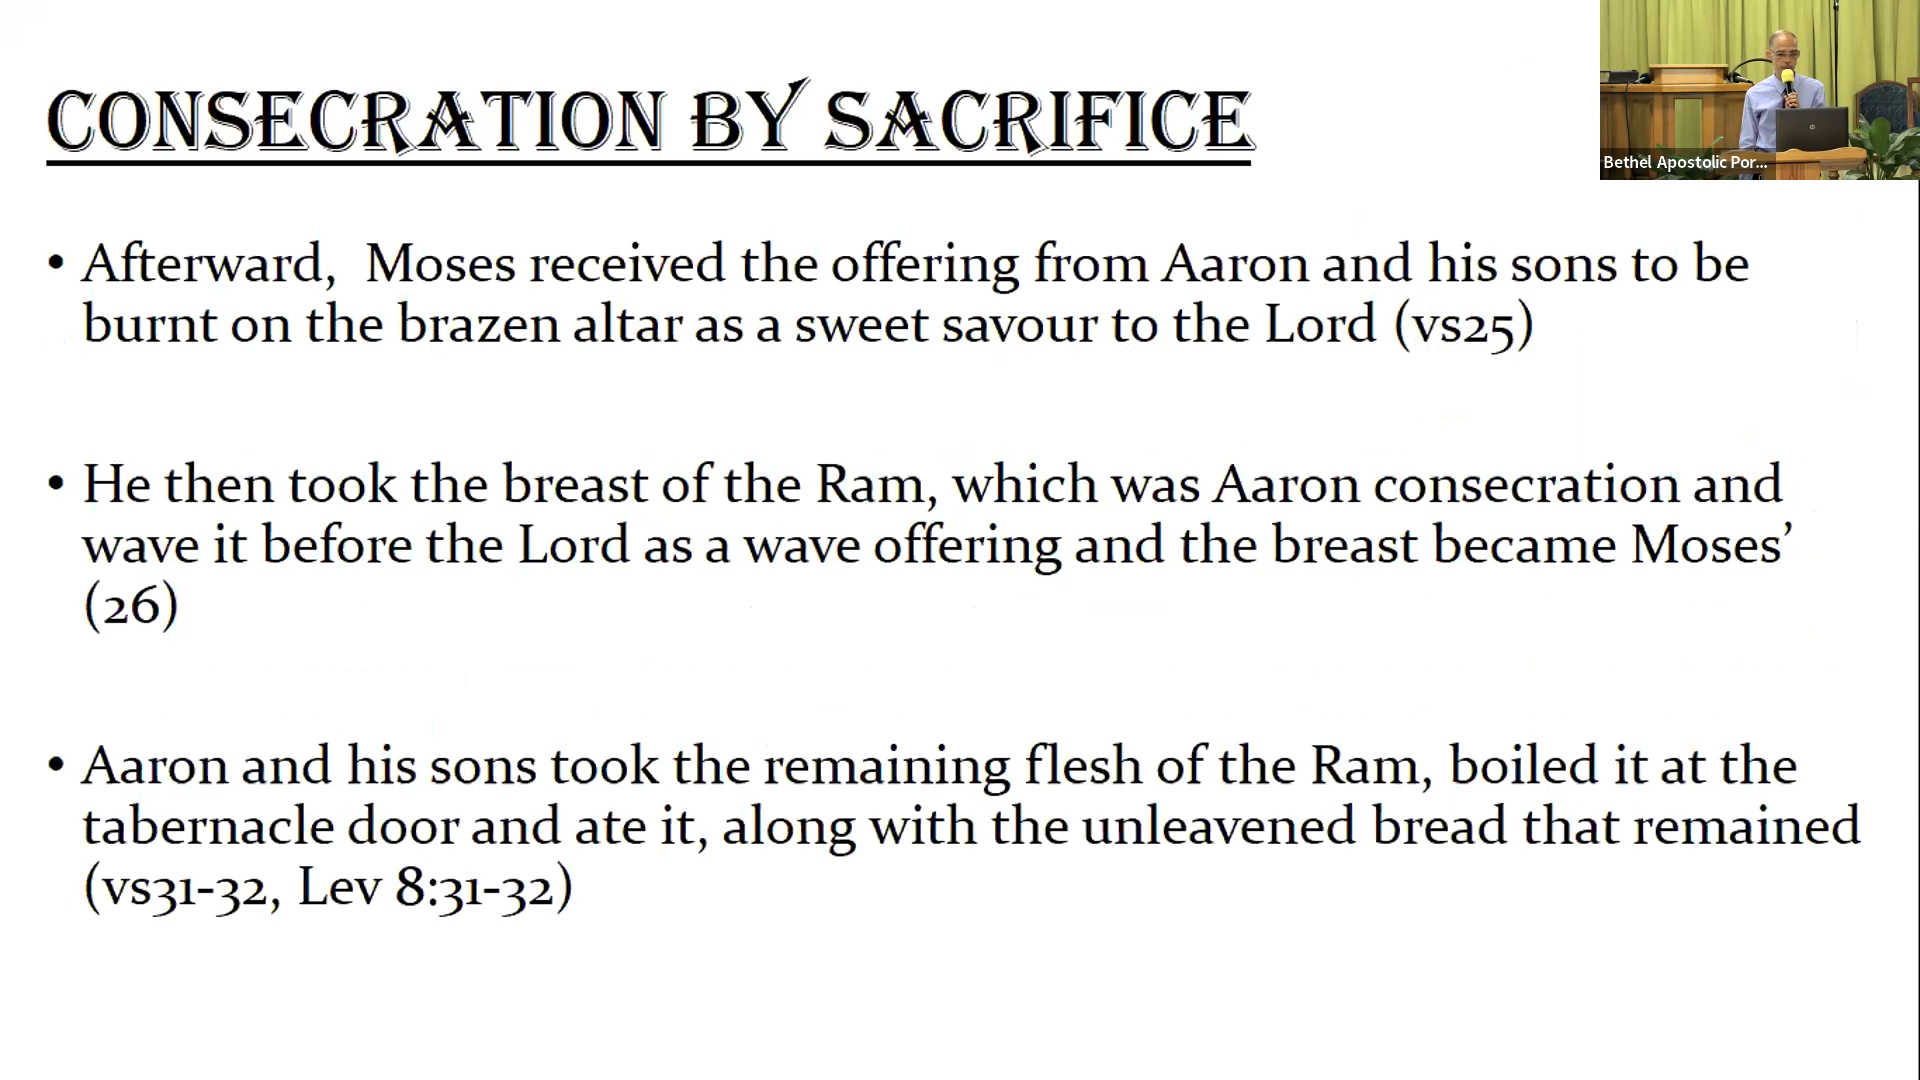 CONSECRATION BY SACRIFICE
Bethel Apostolic Por...
• Afterward,  Moses received the offering from Aaron and his sons to be
burnt on the brazen altar as a sweet savour to the Lord (vs25)
• He then took the breast of the Ram, which was Aaron consecration and
wave it before the Lord as a wave offering and the breast became Moses’
(26)
• Aaron and his sons took the remaining flesh of the Ram, boiled it at the
tabernacle door and ate it, along with the unleavened bread that remained
(vs31-32, Lev 8:31-32)